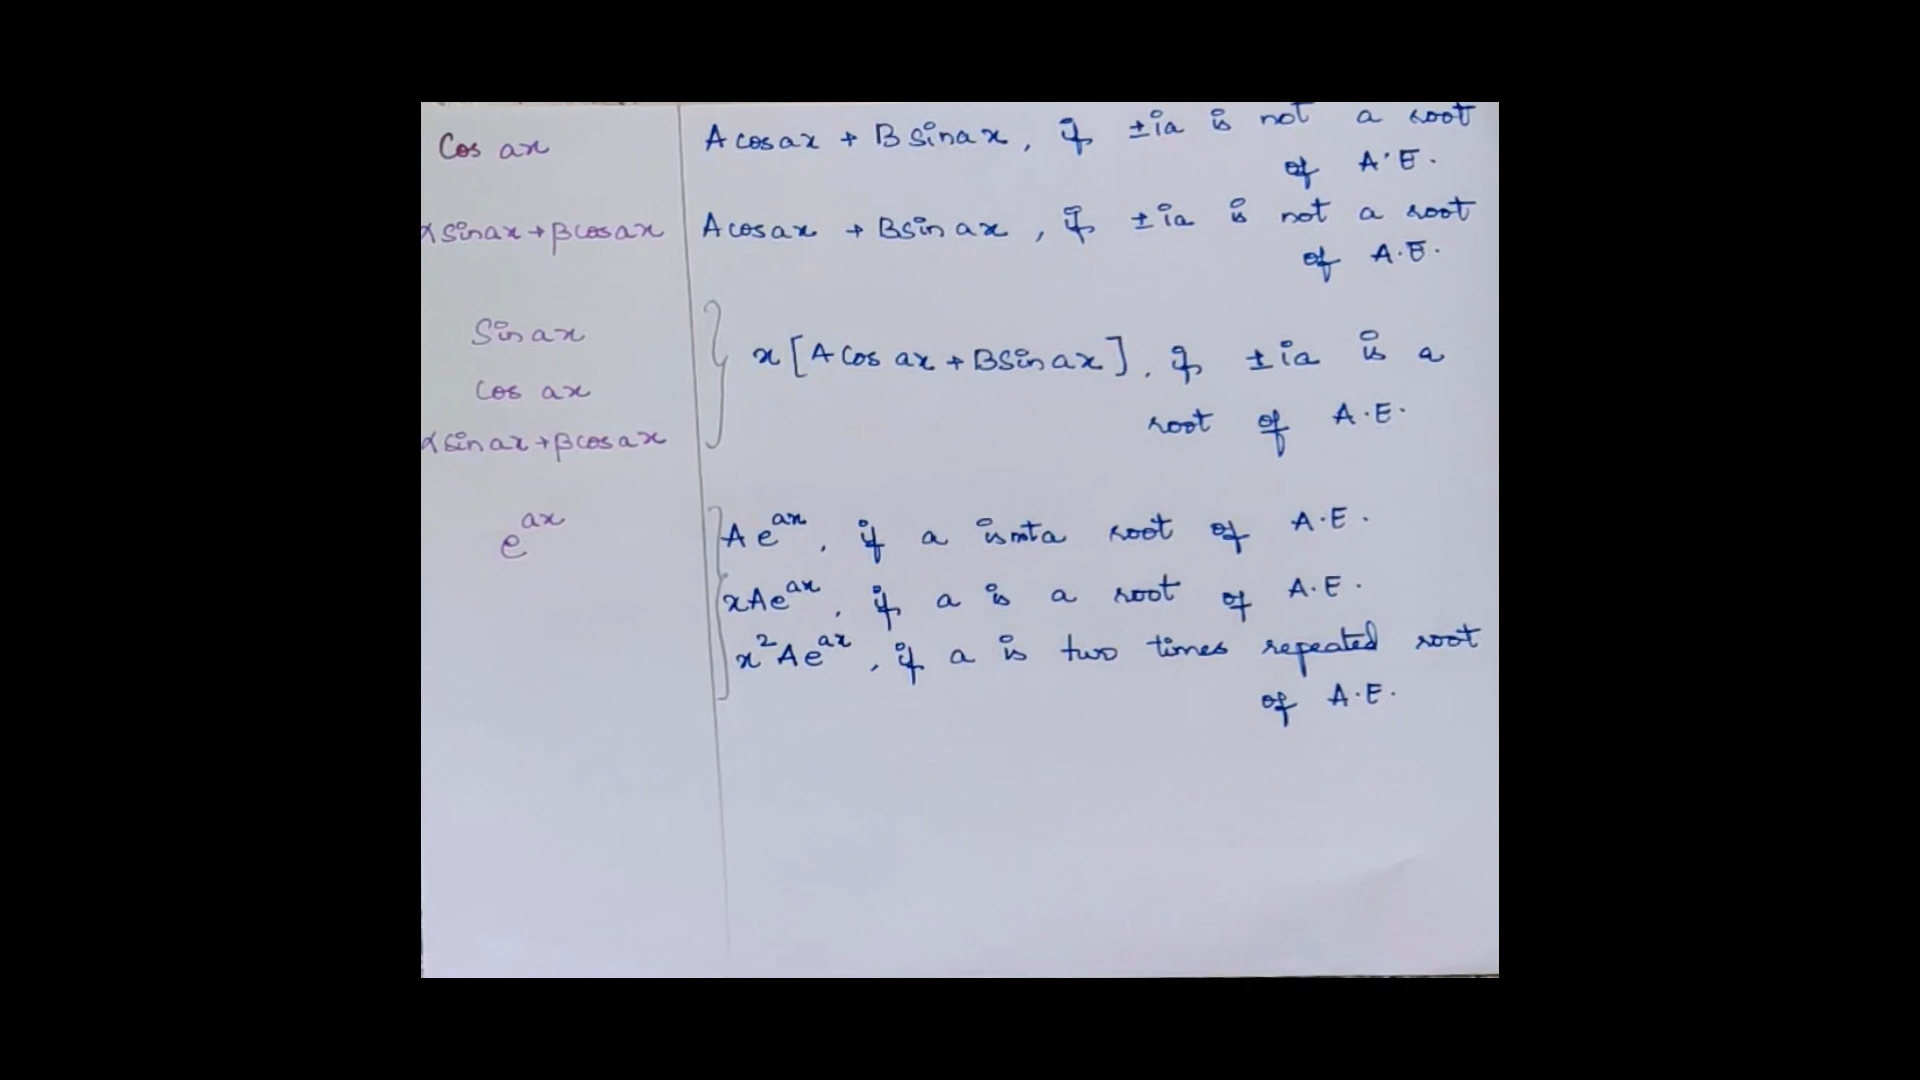 Cos ax A cos ax + B sin ax, if ±ia is not a root
of A.E.
α sin ax + β cos ax A cos ax + B sin ax, if ±ia is not a root
of A.E.
Sin ax
x[A Cos ax + B Sin ax], if ±ia is a
Cos ax
root of A.E.
α sin ax + β cos ax
e^ax A e^ax, if a is not a root of A.E.
x A e^ax, if a is a root of A.E.
x² A e^ax, if a is two times repeated root
of A.E.